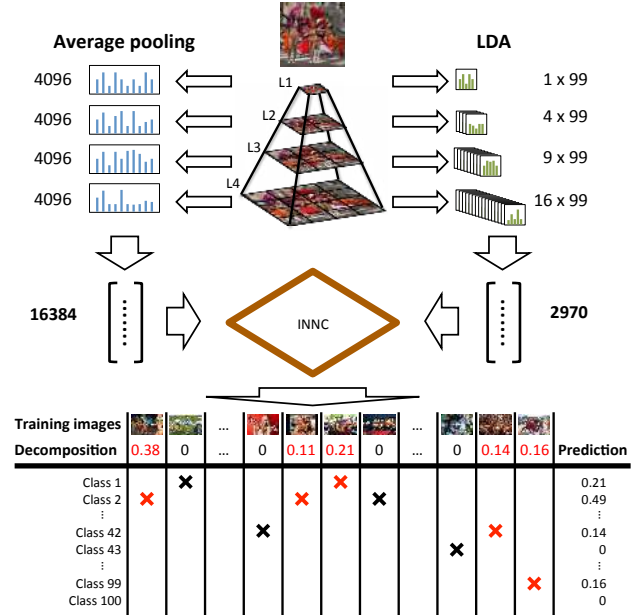 Average pooling LDA
4096 L1 1 x 99
4096 L2 4 x 99
4096 L3 9 x 99
4096 L4 16 x 99
16384 INNC 2970
Training images ... ...
Decomposition 0.38 0 ... 0 0.11 0.21 0 ... 0 0.14 0.16 Prediction
Class 1 0.21
Class 2 0.49
⋮ ⋮
Class 42 0.14
Class 43 0
⋮ ⋮
Class 99 0.16
Class 100 0